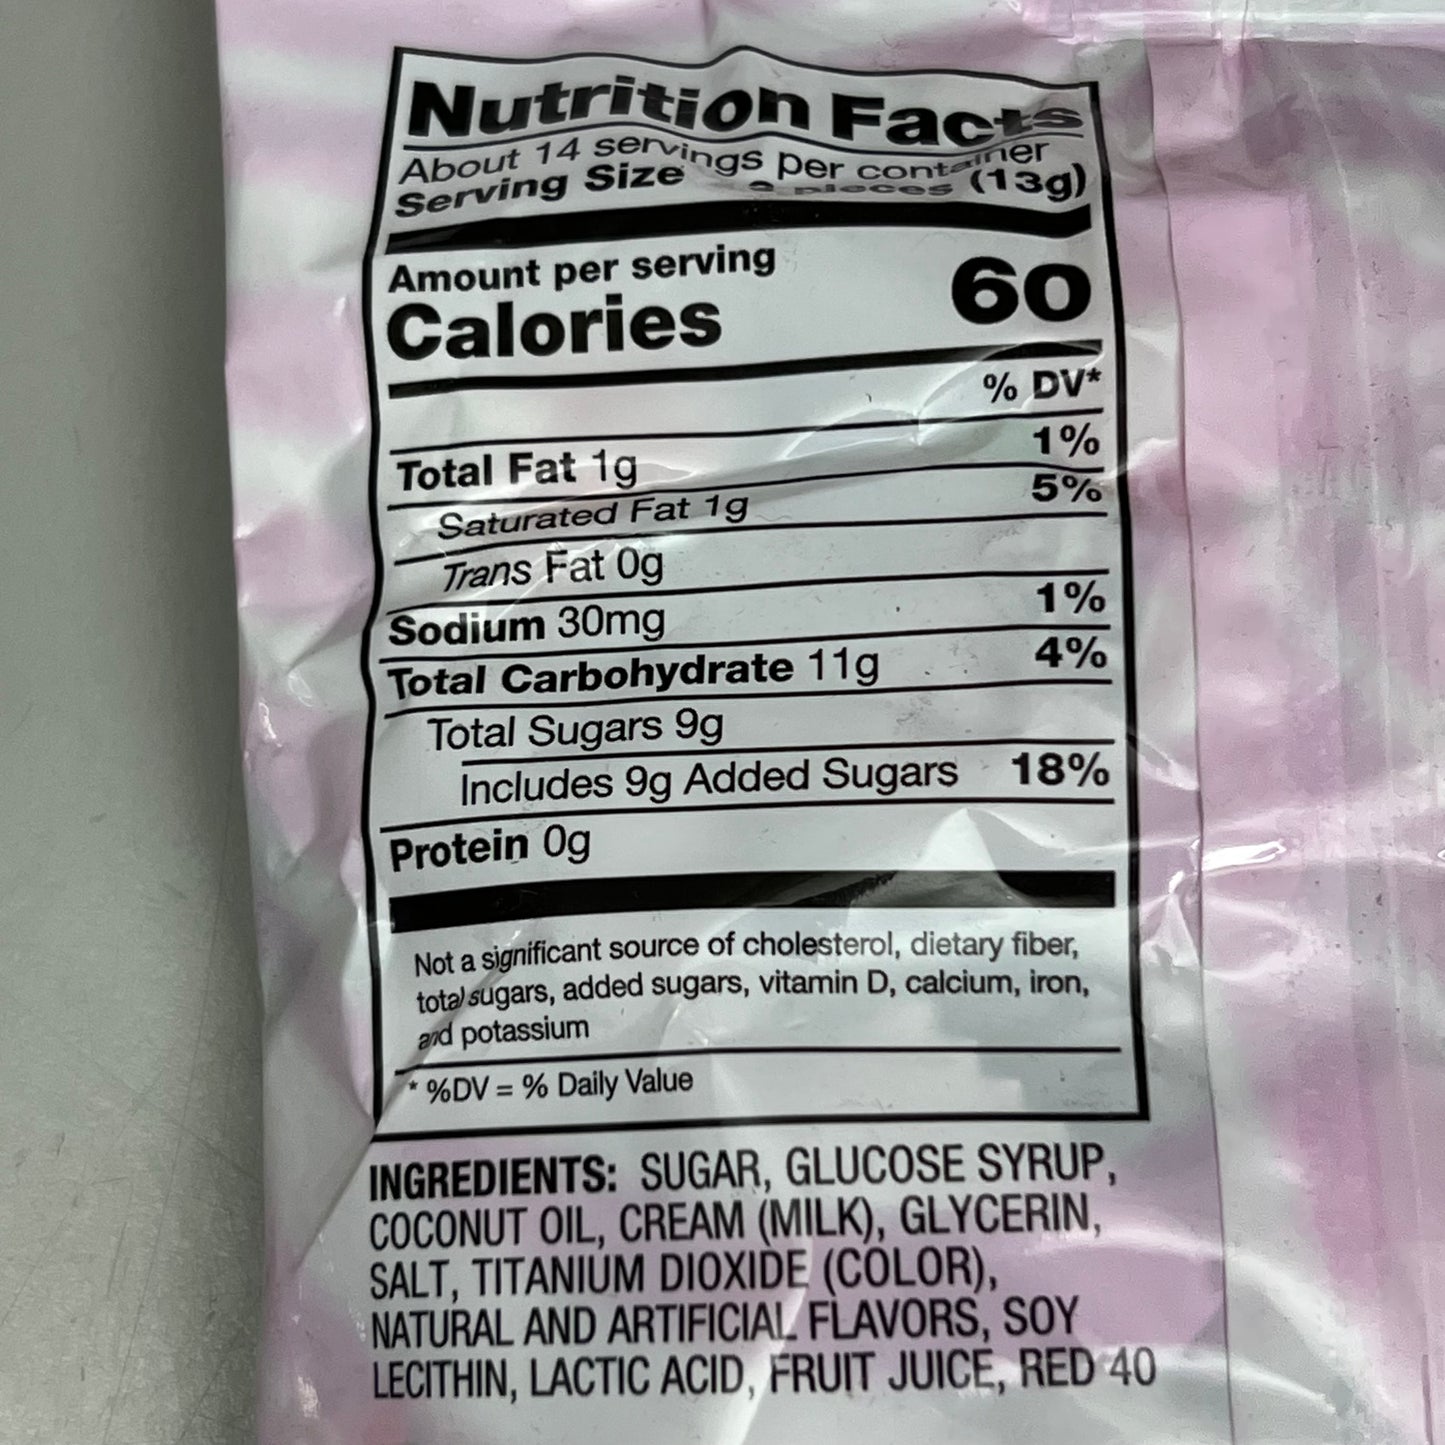 Nutrition Facts
About 14 servings per container
Serving Size pieces (13g)
Amount per serving
Calories 60
% DV*
Total Fat 1g 1%
Saturated Fat 1g 5%
Trans Fat 0g
Sodium 30mg 1%
Total Carbohydrate 11g 4%
Total Sugars 9g
Includes 9g Added Sugars 18%
Protein 0g
Not a significant source of cholesterol, dietary fiber,
total sugars, added sugars, vitamin D, calcium, iron,
and potassium
* %DV = % Daily Value
INGREDIENTS: SUGAR, GLUCOSE SYRUP,
COCONUT OIL, CREAM (MILK), GLYCERIN,
SALT, TITANIUM DIOXIDE (COLOR),
NATURAL AND ARTIFICIAL FLAVORS, SOY
LECITHIN, LACTIC ACID, FRUIT JUICE, RED 40